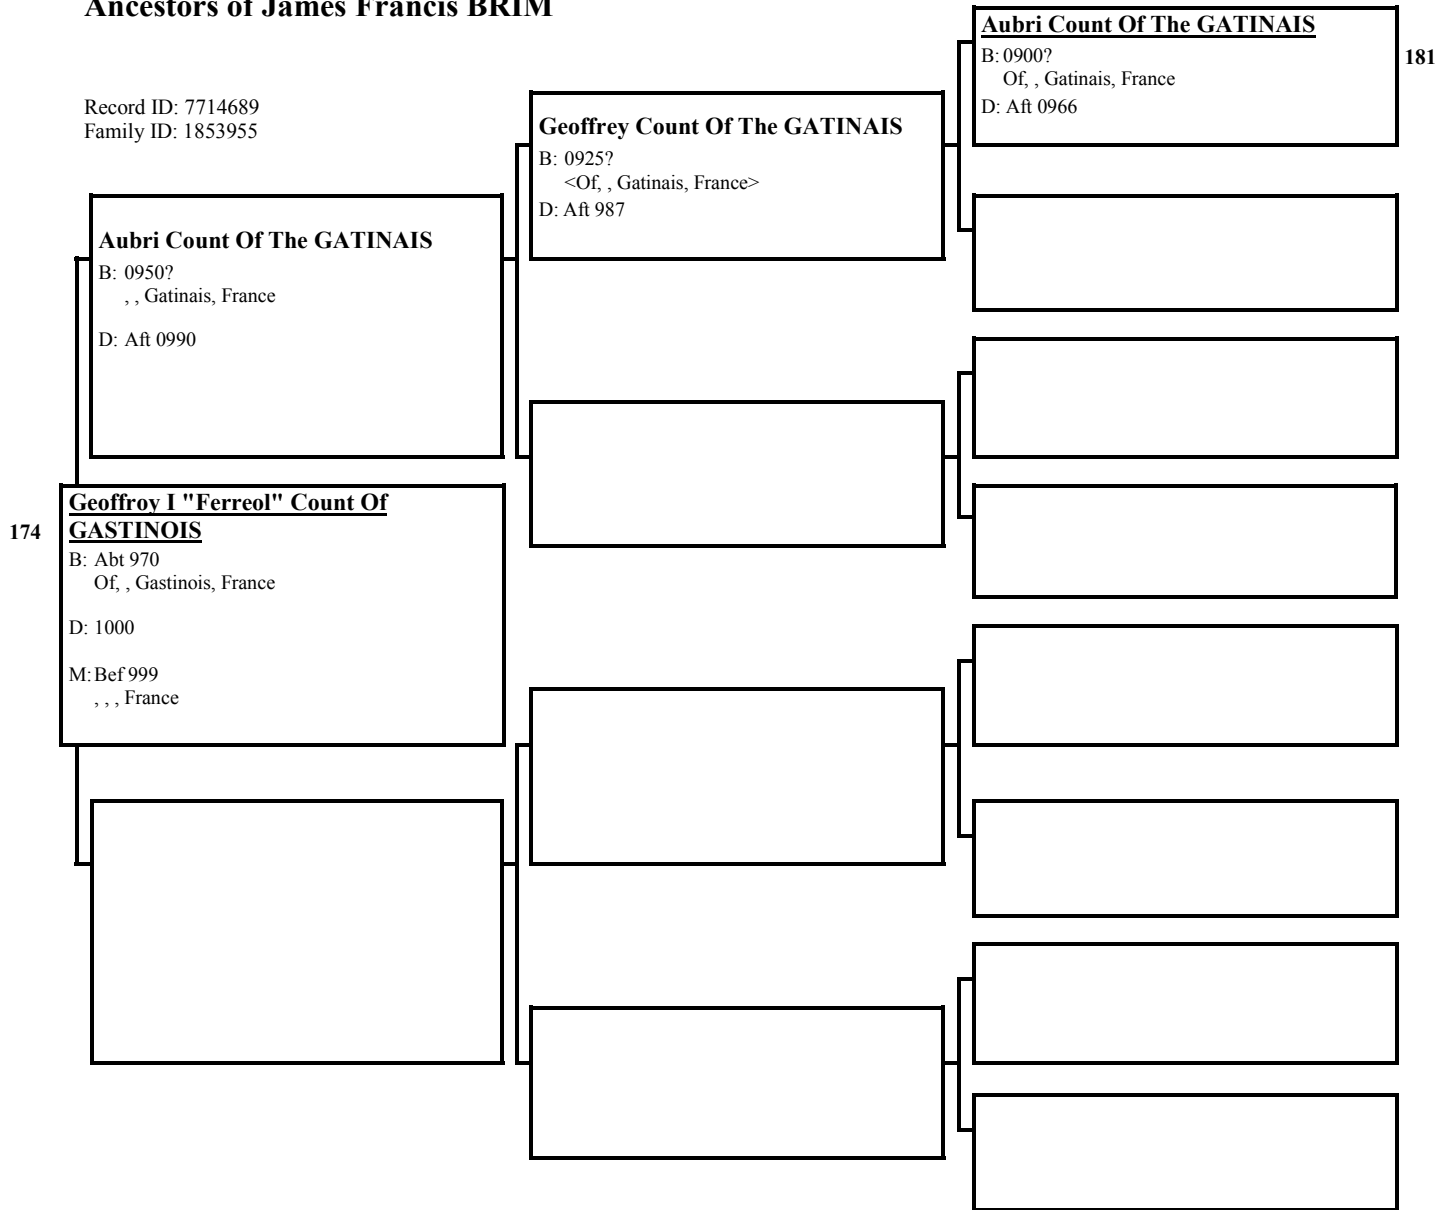 Ancestors of James Francis BRIM
Record ID: 7714689
Family ID: 1853955
Aubri Count Of The GATINAIS
B: 0900?
Of, , Gatinais, France
D: Aft 0966
181
Geoffrey Count Of The GATINAIS
B: 0925?
<Of, , Gatinais, France>
D: Aft 987
Aubri Count Of The GATINAIS
B: 0950?
, , Gatinais, France
D: Aft 0990
174
Geoffroy I "Ferreol" Count Of
GASTINOIS
B: Abt 970
Of, , Gastinois, France
D: 1000
M: Bef 999
, , , France